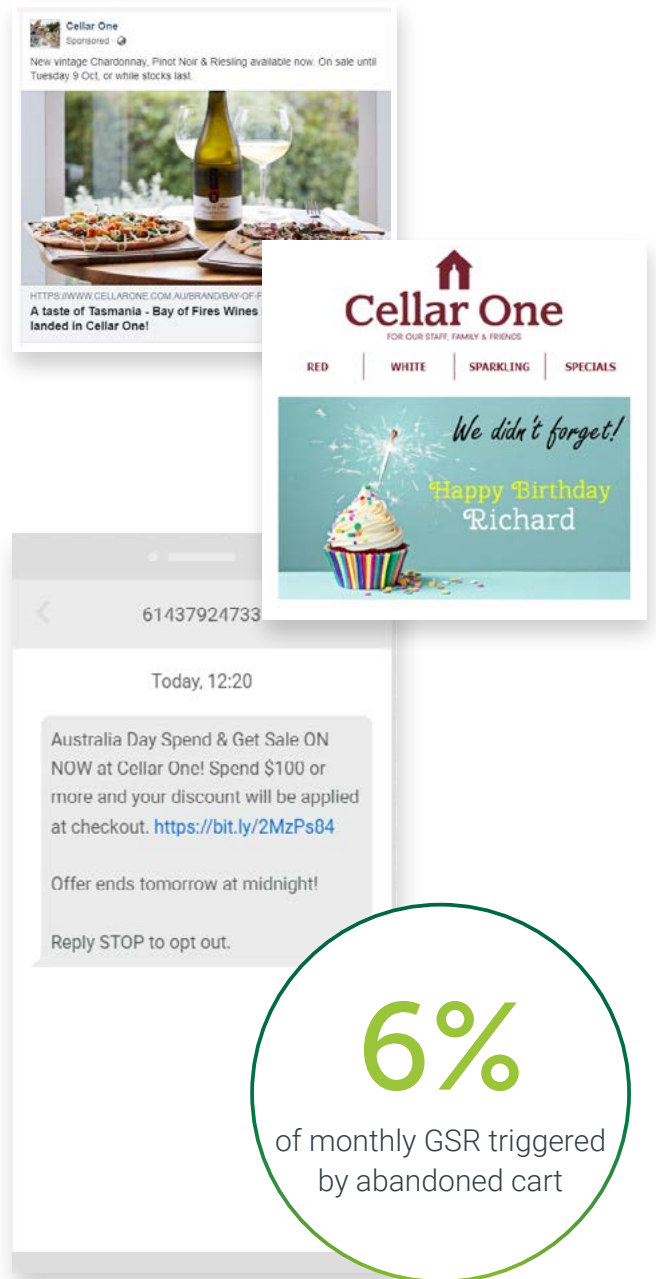 Cellar One
Sponsored ·
New vintage Chardonnay, Pinot Noir & Riesling available now. On sale until
Tuesday 9 Oct, or while stocks last.
HTTPS://WWW.CELLARONE.COM.AU/BRAND/BAY-OF-F
A taste of Tasmania - Bay of Fires Wines
landed in Cellar One!
Cellar One
FOR OUR STAFF, FAMILY & FRIENDS
RED WHITE SPARKLING SPECIALS
We didn't forget!
Happy Birthday
Richard
61437924733
Today, 12:20
Australia Day Spend & Get Sale ON
NOW at Cellar One! Spend $100 or
more and your discount will be applied
at checkout. https://bit.ly/2MzPs84
Offer ends tomorrow at midnight!
Reply STOP to opt out.
6%
of monthly GSR triggered
by abandoned cart